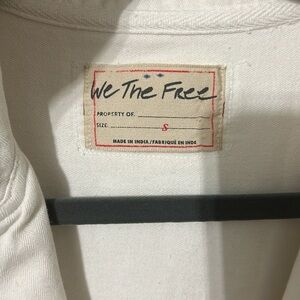 We The Free
PROPERTY OF
SIZE S
MADE IN INDIA/FABRIQUÉ EN INDE